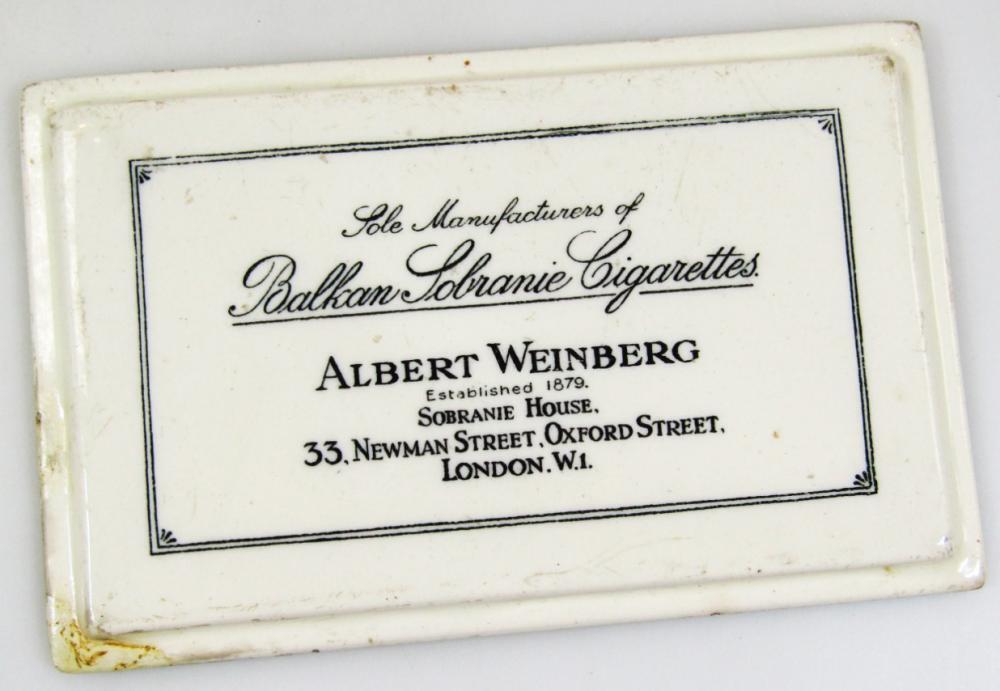 Sole Manufacturers of
Balkan Sobranie Cigarettes.
ALBERT WEINBERG
Established 1879.
SOBRANIE HOUSE,
33, NEWMAN STREET, OXFORD STREET,
LONDON. W.1.